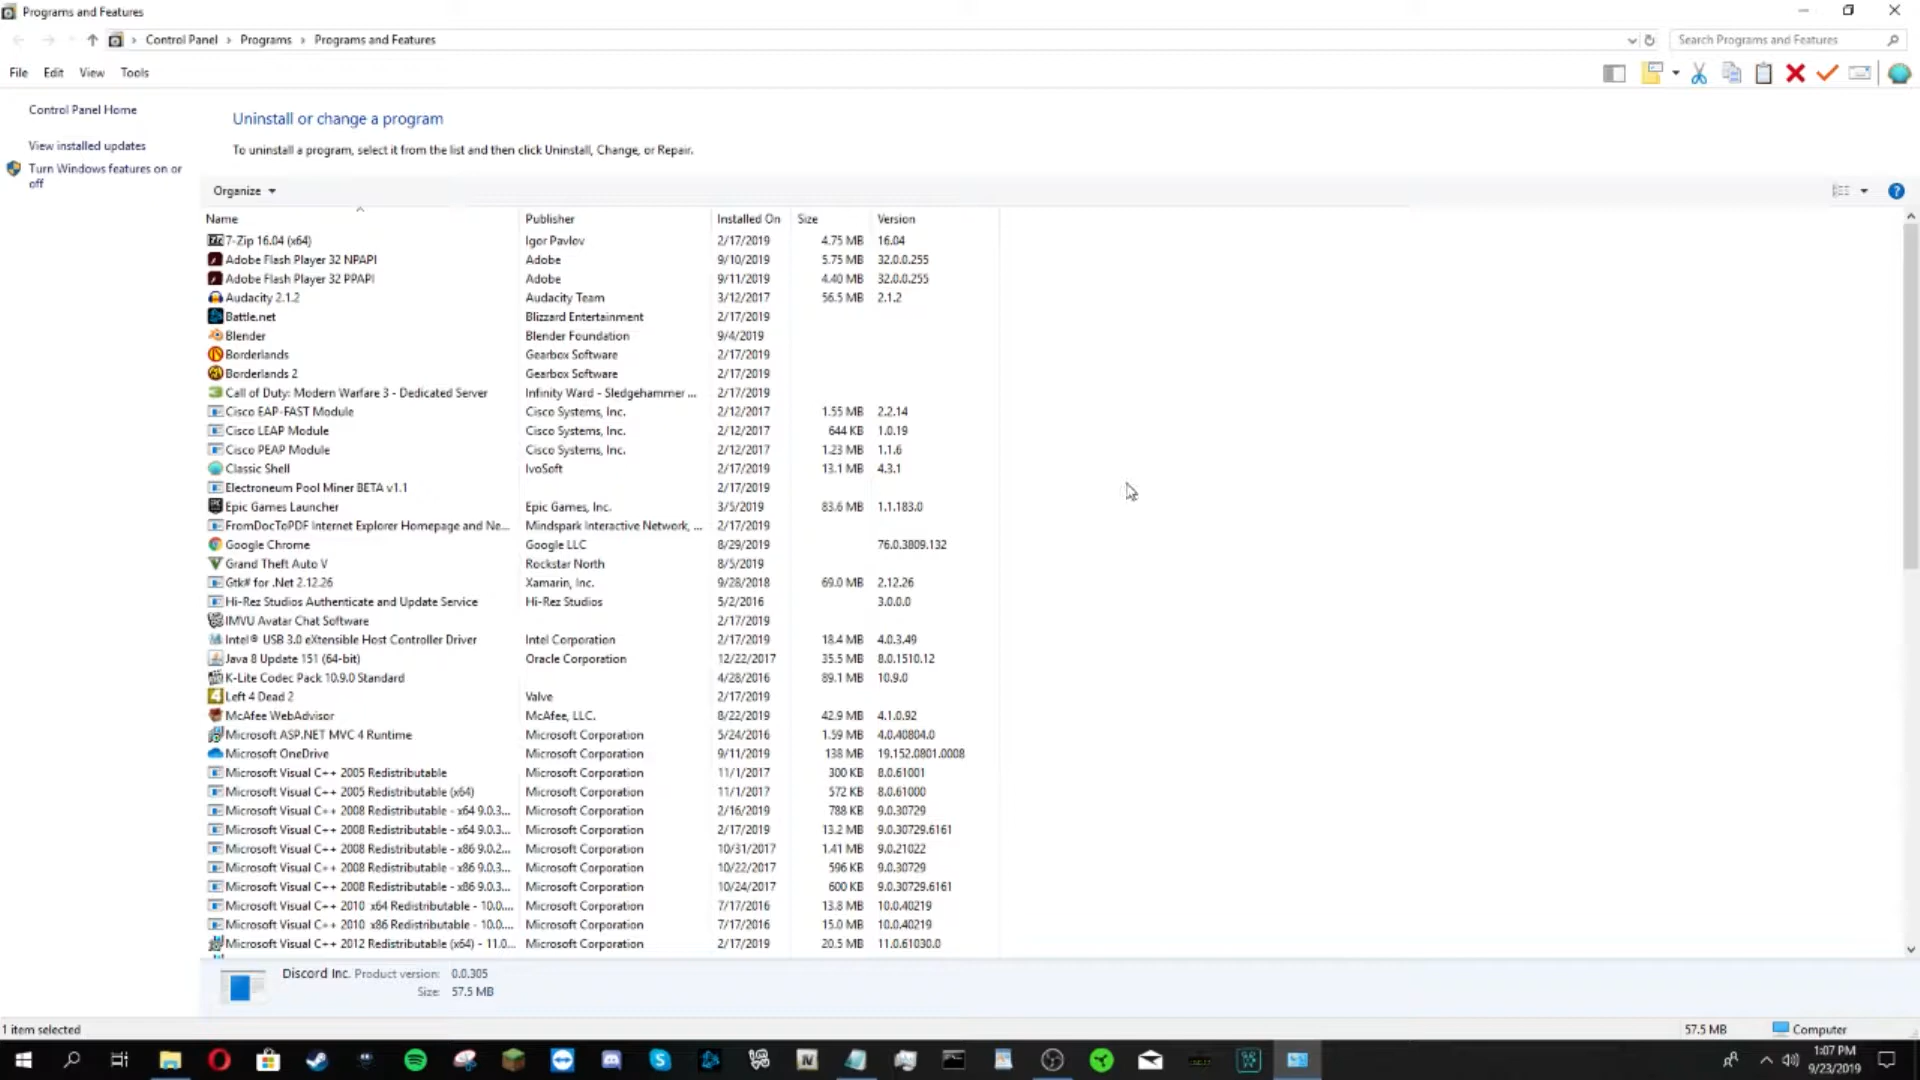 Programs and Features
Control Panel > Programs > Programs and Features
Search Programs and Features
File Edit View Tools
Control Panel Home
View installed updates
Turn Windows features on or
off
Uninstall or change a program
To uninstall a program, select it from the list and then click Uninstall, Change, or Repair.
Organize
Name Publisher Installed On Size Version
7-Zip 16.04 (x64) Igor Pavlov 2/17/2019 4.75 MB 16.04
Adobe Flash Player 32 NPAPI Adobe 9/10/2019 5.75 MB 32.0.0.255
Adobe Flash Player 32 PPAPI Adobe 9/11/2019 4.40 MB 32.0.0.255
Audacity 2.1.2 Audacity Team 3/12/2017 56.5 MB 2.1.2
Battle.net Blizzard Entertainment 2/17/2019
Blender Blender Foundation 9/4/2019
Borderlands Gearbox Software 2/17/2019
Borderlands 2 Gearbox Software 2/17/2019
Call of Duty: Modern Warfare 3 - Dedicated Server Infinity Ward - Sledgehammer ... 2/17/2019
Cisco EAP-FAST Module Cisco Systems, Inc. 2/12/2017 1.55 MB 2.2.14
Cisco LEAP Module Cisco Systems, Inc. 2/12/2017 644 KB 1.0.19
Cisco PEAP Module Cisco Systems, Inc. 2/12/2017 1.23 MB 1.1.6
Classic Shell IvoSoft 2/17/2019 13.1 MB 4.3.1
Electroneum Pool Miner BETA v1.1 2/17/2019
Epic Games Launcher Epic Games, Inc. 3/5/2019 83.6 MB 1.1.183.0
FromDocToPDF Internet Explorer Homepage and Ne... Mindspark Interactive Network, ... 2/17/2019
Google Chrome Google LLC 8/29/2019 76.0.3809.132
Grand Theft Auto V Rockstar North 8/5/2019
Gtk# for .Net 2.12.26 Xamarin, Inc. 9/28/2018 69.0 MB 2.12.26
Hi-Rez Studios Authenticate and Update Service Hi-Rez Studios 5/2/2016 3.0.0.0
IMVU Avatar Chat Software 2/17/2019
Intel® USB 3.0 eXtensible Host Controller Driver Intel Corporation 2/17/2019 18.4 MB 4.0.3.49
Java 8 Update 151 (64-bit) Oracle Corporation 12/22/2017 35.5 MB 8.0.1510.12
K-Lite Codec Pack 10.9.0 Standard 4/28/2016 89.1 MB 10.9.0
Left 4 Dead 2 Valve 2/17/2019
McAfee WebAdvisor McAfee, LLC. 8/22/2019 42.9 MB 4.1.0.92
Microsoft ASP.NET MVC 4 Runtime Microsoft Corporation 5/24/2016 1.59 MB 4.0.40804.0
Microsoft OneDrive Microsoft Corporation 9/11/2019 138 MB 19.152.0801.0008
Microsoft Visual C++ 2005 Redistributable Microsoft Corporation 11/1/2017 300 KB 8.0.61001
Microsoft Visual C++ 2005 Redistributable (x64) Microsoft Corporation 11/1/2017 572 KB 8.0.61000
Microsoft Visual C++ 2008 Redistributable - x64 9.0.3... Microsoft Corporation 2/16/2019 788 KB 9.0.30729
Microsoft Visual C++ 2008 Redistributable - x64 9.0.3... Microsoft Corporation 2/17/2019 13.2 MB 9.0.30729.6161
Microsoft Visual C++ 2008 Redistributable - x86 9.0.2... Microsoft Corporation 10/31/2017 1.41 MB 9.0.21022
Microsoft Visual C++ 2008 Redistributable - x86 9.0.3... Microsoft Corporation 10/22/2017 596 KB 9.0.30729
Microsoft Visual C++ 2008 Redistributable - x86 9.0.3... Microsoft Corporation 10/24/2017 600 KB 9.0.30729.6161
Microsoft Visual C++ 2010 x64 Redistributable - 10.0.... Microsoft Corporation 7/17/2016 13.8 MB 10.0.40219
Microsoft Visual C++ 2010 x86 Redistributable - 10.0.... Microsoft Corporation 7/17/2016 15.0 MB 10.0.40219
Microsoft Visual C++ 2012 Redistributable (x64) - 11.0... Microsoft Corporation 2/17/2019 20.5 MB 11.0.61030.0
Discord Inc. Product version: 0.0.305
Size: 57.5 MB
1 item selected 57.5 MB Computer
1:07 PM
9/23/2019